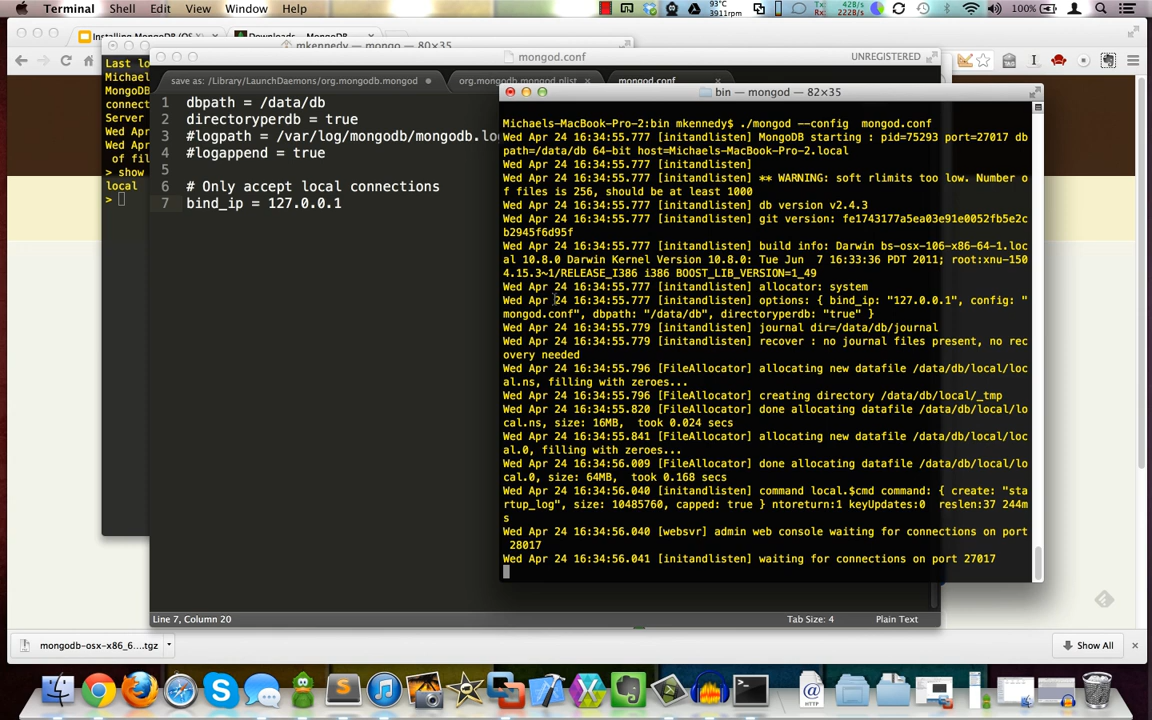 Terminal Shell Edit View Window Help
93°C
3911rpm
Tx: 428/s
Rx: 2228/s
100%
Installing MongoDB (OS X
Downloads
mkennedy — mongo — 80×35
mongod.conf
UNREGISTERED
save as: /Library/LaunchDaemons/org.mongodb.mongod
org.mongodb.mongod.plist
mongod.conf
Last lo
Michael
MongoDB
connect
Server
Wed Apr
Wed Apr
of fil
> show
local
>
1 dbpath = /data/db
2 directoryperdb = true
3 #logpath = /var/log/mongodb/mongodb.lo
4 #logappend = true
5
6 # Only accept local connections
7 bind_ip = 127.0.0.1
bin — mongod — 82×35
Michaels-MacBook-Pro-2:bin mkennedy$ ./mongod --config  mongod.conf
Wed Apr 24 16:34:55.777 [initandlisten] MongoDB starting : pid=75293 port=27017 db
path=/data/db 64-bit host=Michaels-MacBook-Pro-2.local
Wed Apr 24 16:34:55.777 [initandlisten]
Wed Apr 24 16:34:55.777 [initandlisten] ** WARNING: soft rlimits too low. Number o
f files is 256, should be at least 1000
Wed Apr 24 16:34:55.777 [initandlisten] db version v2.4.3
Wed Apr 24 16:34:55.777 [initandlisten] git version: fe1743177a5ea03e91e0052fb5e2c
b2945f6d95f
Wed Apr 24 16:34:55.777 [initandlisten] build info: Darwin bs-osx-106-x86-64-1.loc
al 10.8.0 Darwin Kernel Version 10.8.0: Tue Jun  7 16:33:36 PDT 2011; root:xnu-150
4.15.3~1/RELEASE_I386 i386 BOOST_LIB_VERSION=1_49
Wed Apr 24 16:34:55.777 [initandlisten] allocator: system
Wed Apr 24 16:34:55.777 [initandlisten] options: { bind_ip: "127.0.0.1", config: "
mongod.conf", dbpath: "/data/db", directoryperdb: "true" }
Wed Apr 24 16:34:55.779 [initandlisten] journal dir=/data/db/journal
Wed Apr 24 16:34:55.779 [initandlisten] recover : no journal files present, no rec
overy needed
Wed Apr 24 16:34:55.796 [FileAllocator] allocating new datafile /data/db/local/loc
al.ns, filling with zeroes...
Wed Apr 24 16:34:55.796 [FileAllocator] creating directory /data/db/local/_tmp
Wed Apr 24 16:34:55.820 [FileAllocator] done allocating datafile /data/db/local/lo
cal.ns, size: 16MB,  took 0.024 secs
Wed Apr 24 16:34:55.841 [FileAllocator] allocating new datafile /data/db/local/loc
al.0, filling with zeroes...
Wed Apr 24 16:34:56.009 [FileAllocator] done allocating datafile /data/db/local/lo
cal.0, size: 64MB,  took 0.168 secs
Wed Apr 24 16:34:56.040 [initandlisten] command local.$cmd command: { create: "sta
rtup_log", size: 10485760, capped: true } ntoreturn:1 keyUpdates:0  reslen:37 244m
s
Wed Apr 24 16:34:56.040 [websvr] admin web console waiting for connections on port
28017
Wed Apr 24 16:34:56.041 [initandlisten] waiting for connections on port 27017
Line 7, Column 20
Tab Size: 4
Plain Text
mongodb-osx-x86_6....tgz
Show All
HTTP